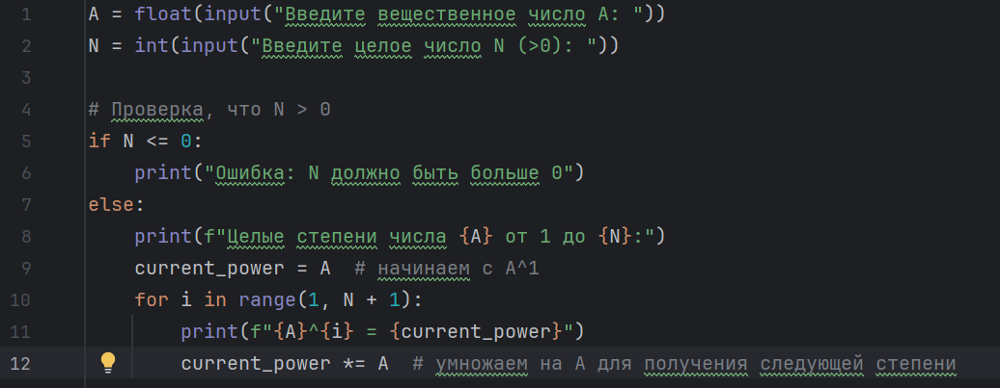 1 A = float(input("Введите вещественное число A: "))
2 N = int(input("Введите целое число N (>0): "))
3
4 # Проверка, что N > 0
5 if N <= 0:
6     print("Ошибка: N должно быть больше 0")
7 else:
8     print(f"Целые степени числа {A} от 1 до {N}:")
9     current_power = A  # начинаем с A^1
10     for i in range(1, N + 1):
11         print(f"{A}^{i} = {current_power}")
12         current_power *= A  # умножаем на A для получения следующей степени